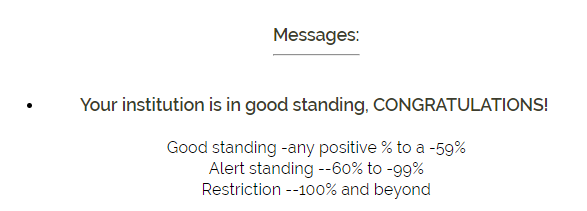 Messages:
Your institution is in good standing, CONGRATULATIONS!
Good standing -any positive % to a -59%
Alert standing --60% to -99%
Restriction --100% and beyond